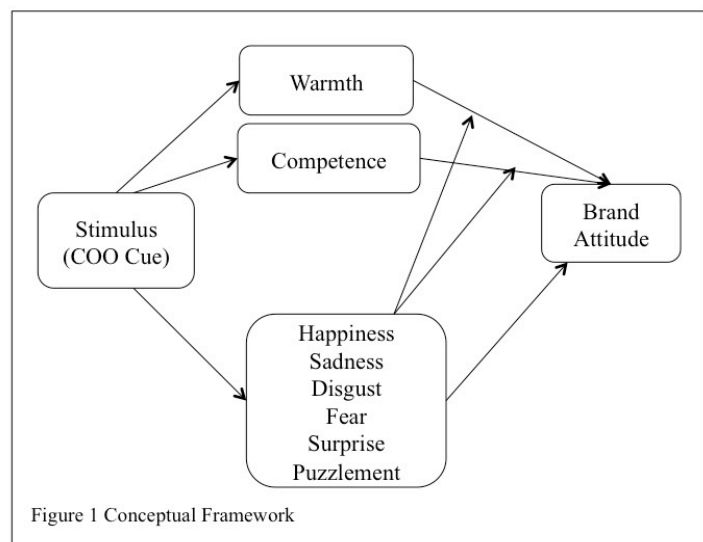 Warmth
Competence
Stimulus
(COO Cue)
Brand
Attitude
Happiness
Sadness
Disgust
Fear
Surprise
Puzzlement
Figure 1 Conceptual Framework